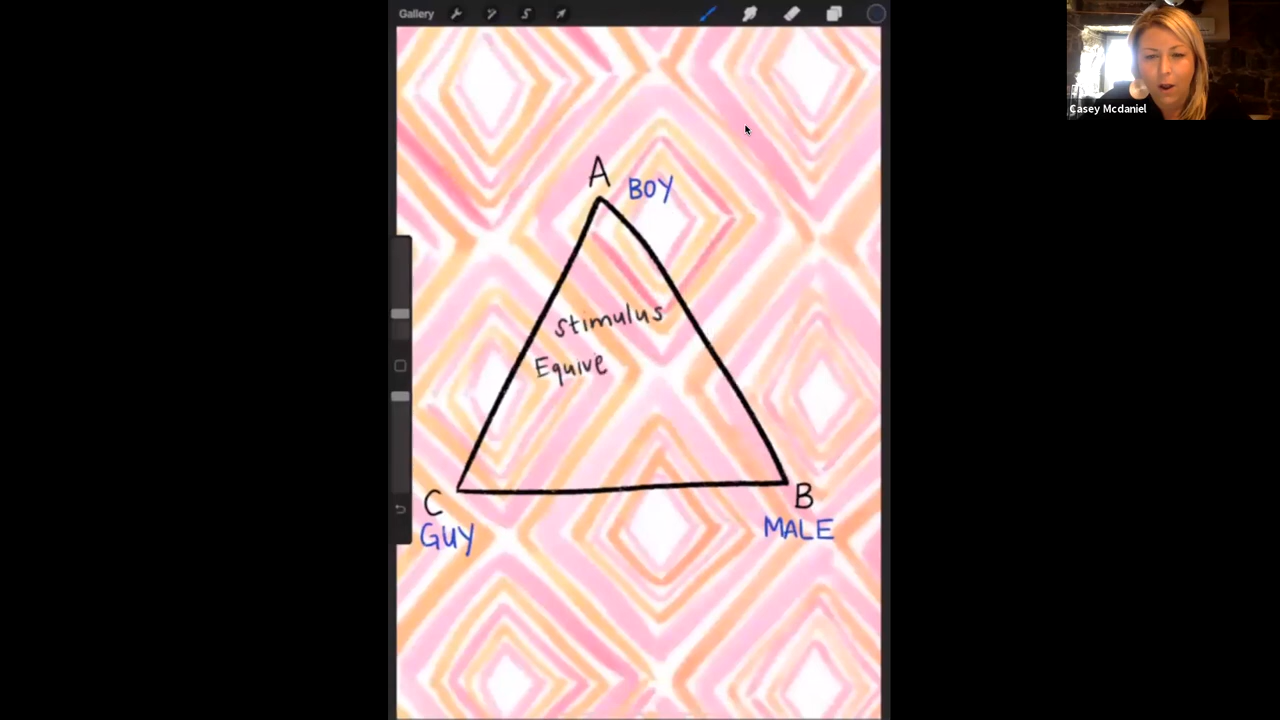 Gallery
Casey Mcdaniel
A
BOY
stimulus
Equive
C
B
GUY
MALE